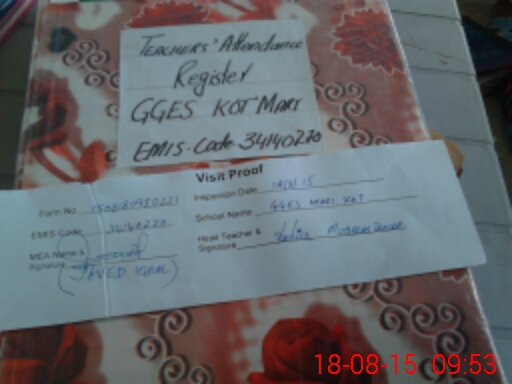 Teachers' Attendance
Register
GGES KOT MARI
EMIS-Code-34140220
Visit Proof
Form No
Inspection Date
EMIS Code 34140220
School Name GGES MARI KOT
MEA Name &
Signature
Head Teacher &
Signature
(JAVED IQBAL)
18-08-15 09:53